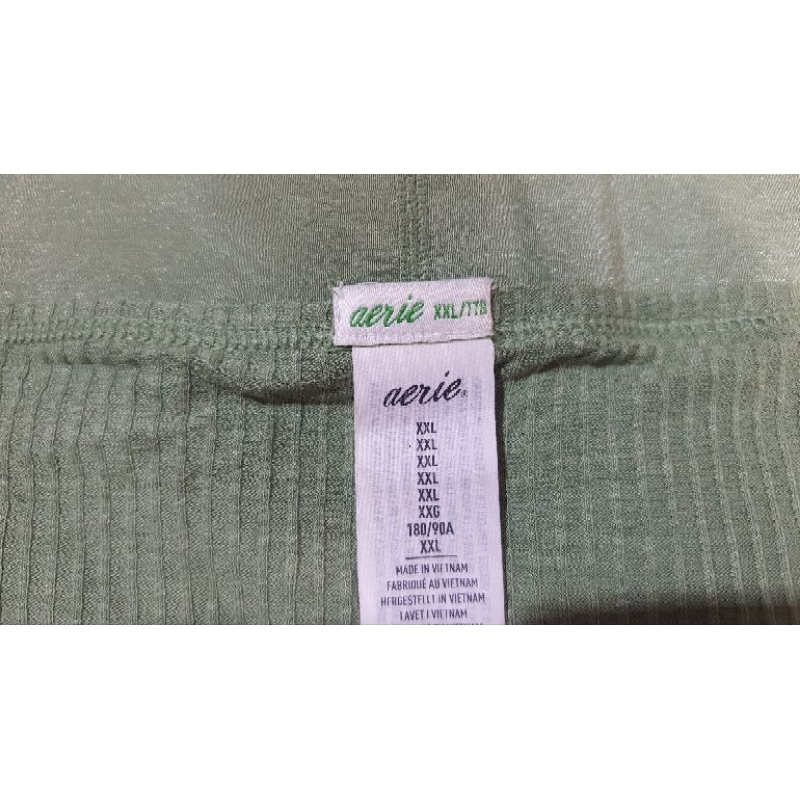 aerie XXL/TTG
aerie®
XXL
XXL
XXL
XXL
XXL
XXG
180/90A
XXL
MADE IN VIETNAM
FABRIQUÉ AU VIETNAM
HERGESTELLT IN VIETNAM
LAVET I VIETNAM